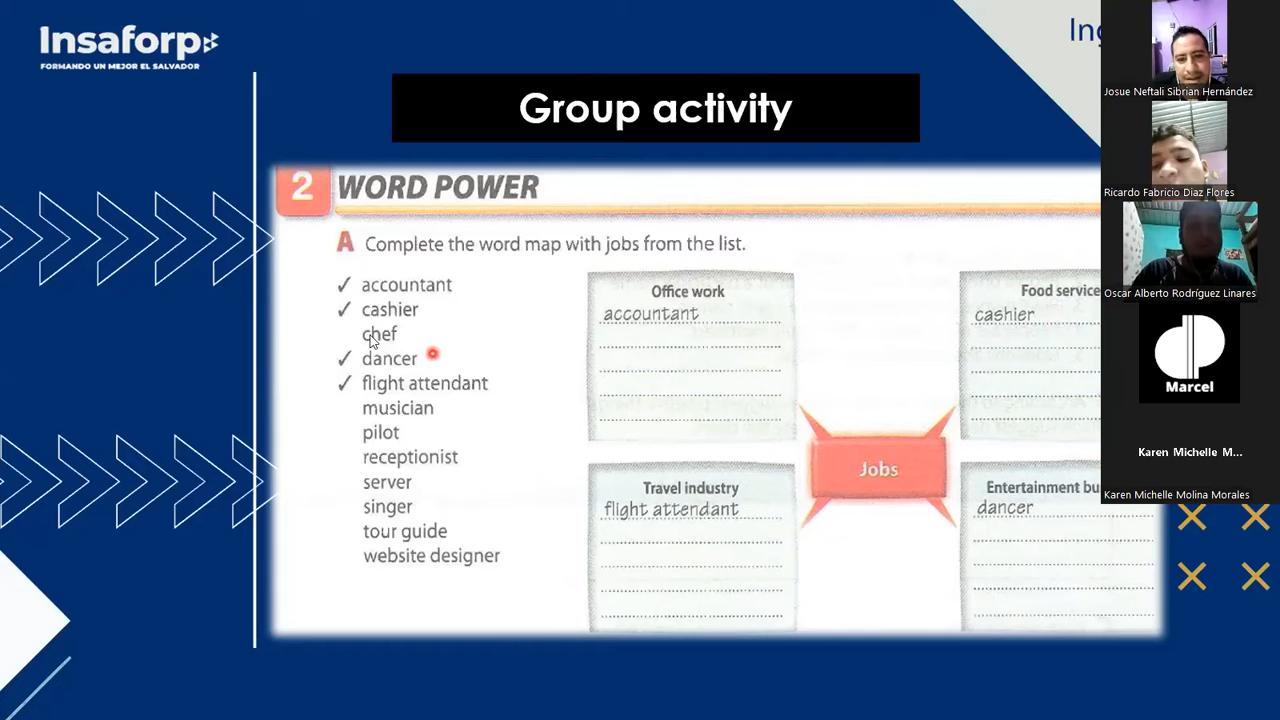 Insaforp
FORMANDO UN MEJOR EL SALVADOR
Group activity
2 WORD POWER
A Complete the word map with jobs from the list.
✓ accountant
✓ cashier
chef
✓ dancer
✓ flight attendant
musician
pilot
receptionist
server
singer
tour guide
website designer
Office work
accountant
Food service
cashier
Jobs
Travel industry
flight attendant
Entertainment bu
dancer
Josue Neftali Sibrian Hernández
Ricardo Fabricio Diaz Flores
Oscar Alberto Rodríguez Linares
Marcel
Karen Michelle M...
Karen Michelle Molina Morales